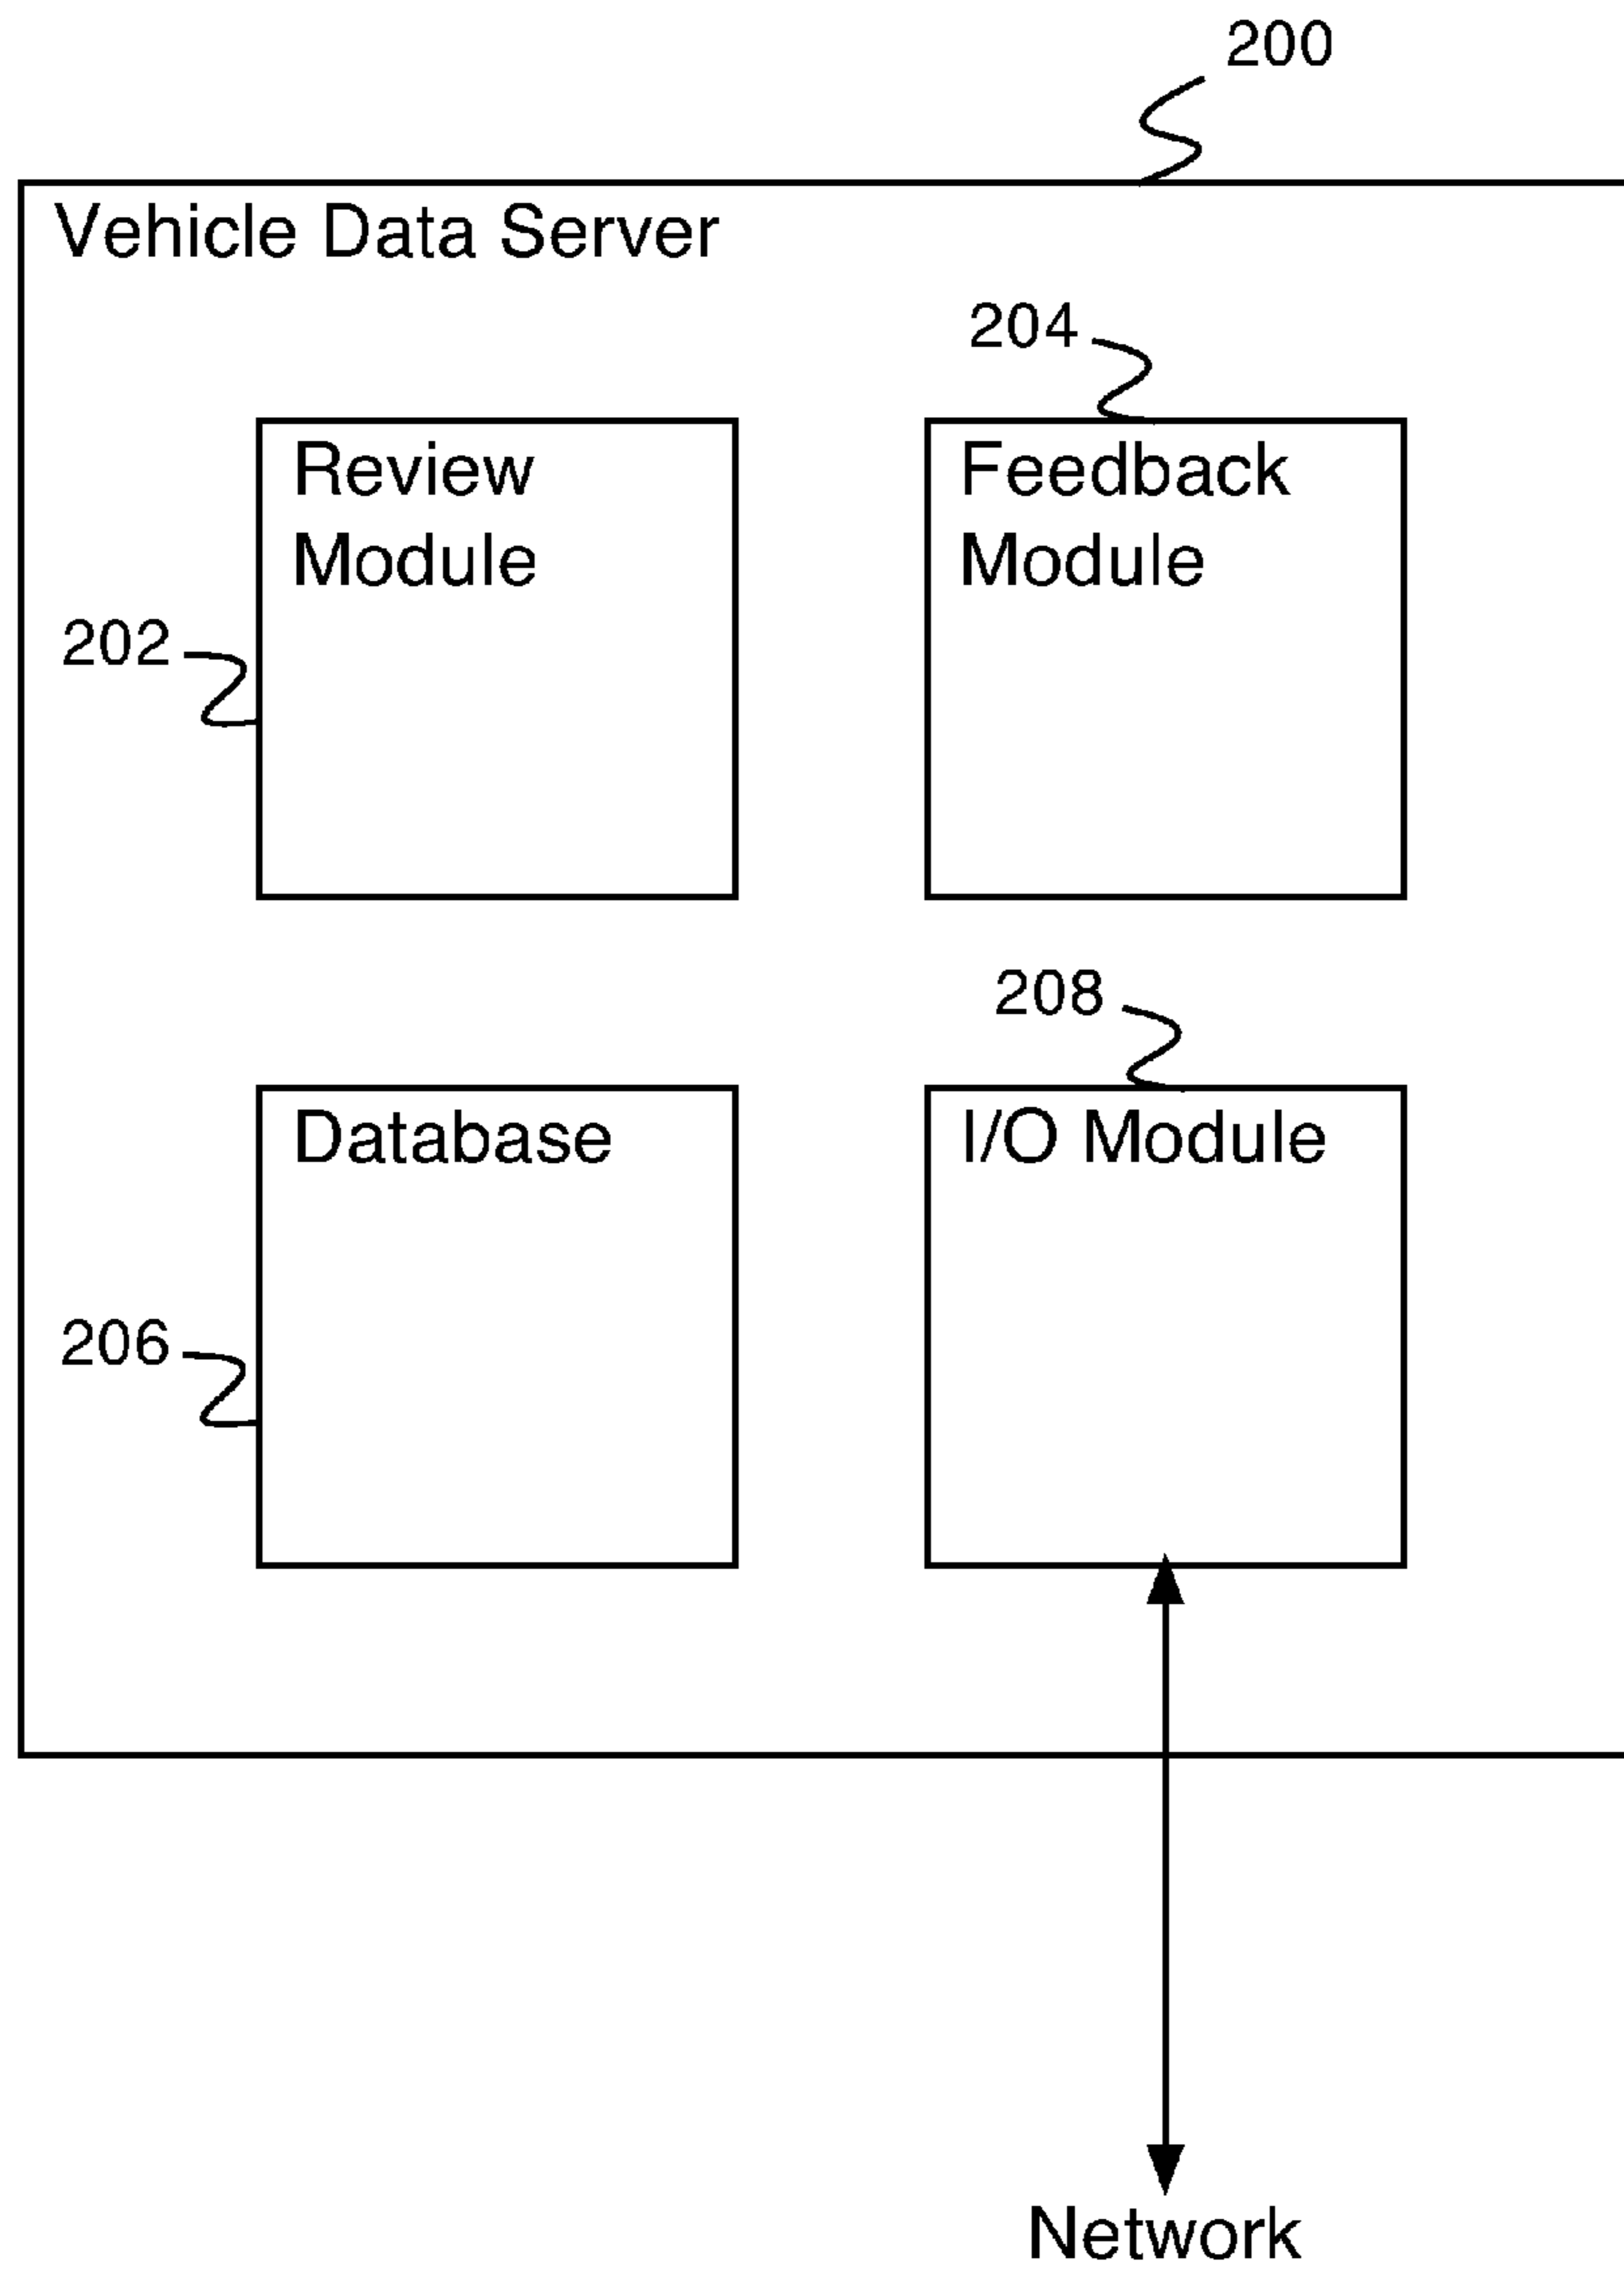 200
Vehicle Data Server
204
Review
Module
Feedback
Module
202
208
Database
I/O Module
206
Network